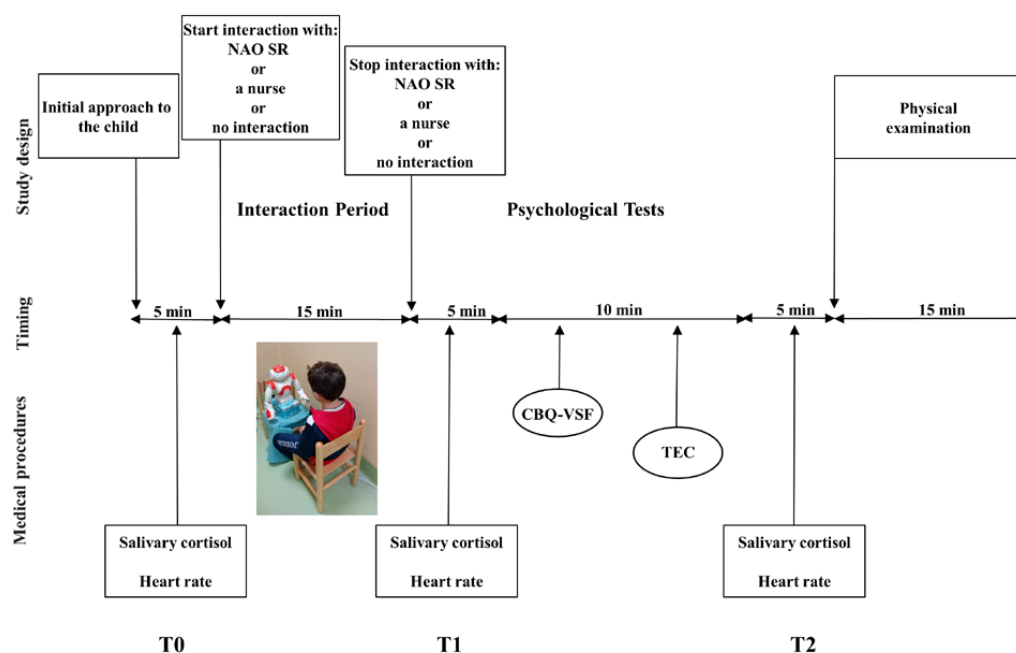 Start interaction with:
NAO SR
or
a nurse
or
no interaction
Stop interaction with:
NAO SR
or
a nurse
or
no interaction
Initial approach to
the child
Physical
examination
Study design
Interaction Period
Psychological Tests
Timing
5 min
15 min
5 min
10 min
5 min
15 min
Medical procedures
CBQ-VSF
TEC
Salivary cortisol
Heart rate
Salivary cortisol
Heart rate
Salivary cortisol
Heart rate
T0
T1
T2